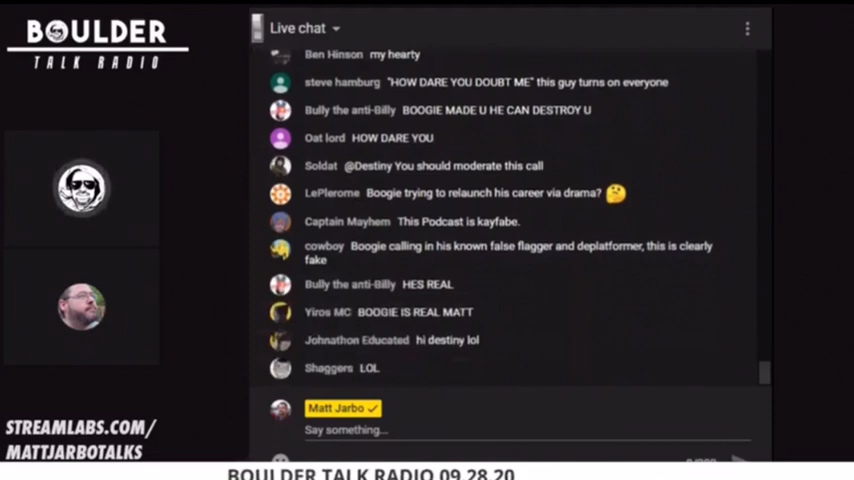 BOULDER
TALK RADIO
Live chat
Ben Hinson my hearty
steve hamburg "HOW DARE YOU DOUBT ME" this guy turns on everyone
Bully the anti-Billy BOOGIE MADE U HE CAN DESTROY U
Oat lord HOW DARE YOU
Soldat @Destiny You should moderate this call
LePlerome Boogie trying to relaunch his career via drama?
Captain Mayhem This Podcast is kayfabe.
cowboy Boogie calling in his known false flagger and deplatformer, this is clearly
fake
Bully the anti-Billy HES REAL
Yiros MC BOOGIE IS REAL MATT
Johnathon Educated hi destiny lol
Shaggers LOL
Matt Jarbo
Say something...
STREAMLABS.COM/
MATTJARBOTALKS
BOULDER TALK RADIO 09.28.20